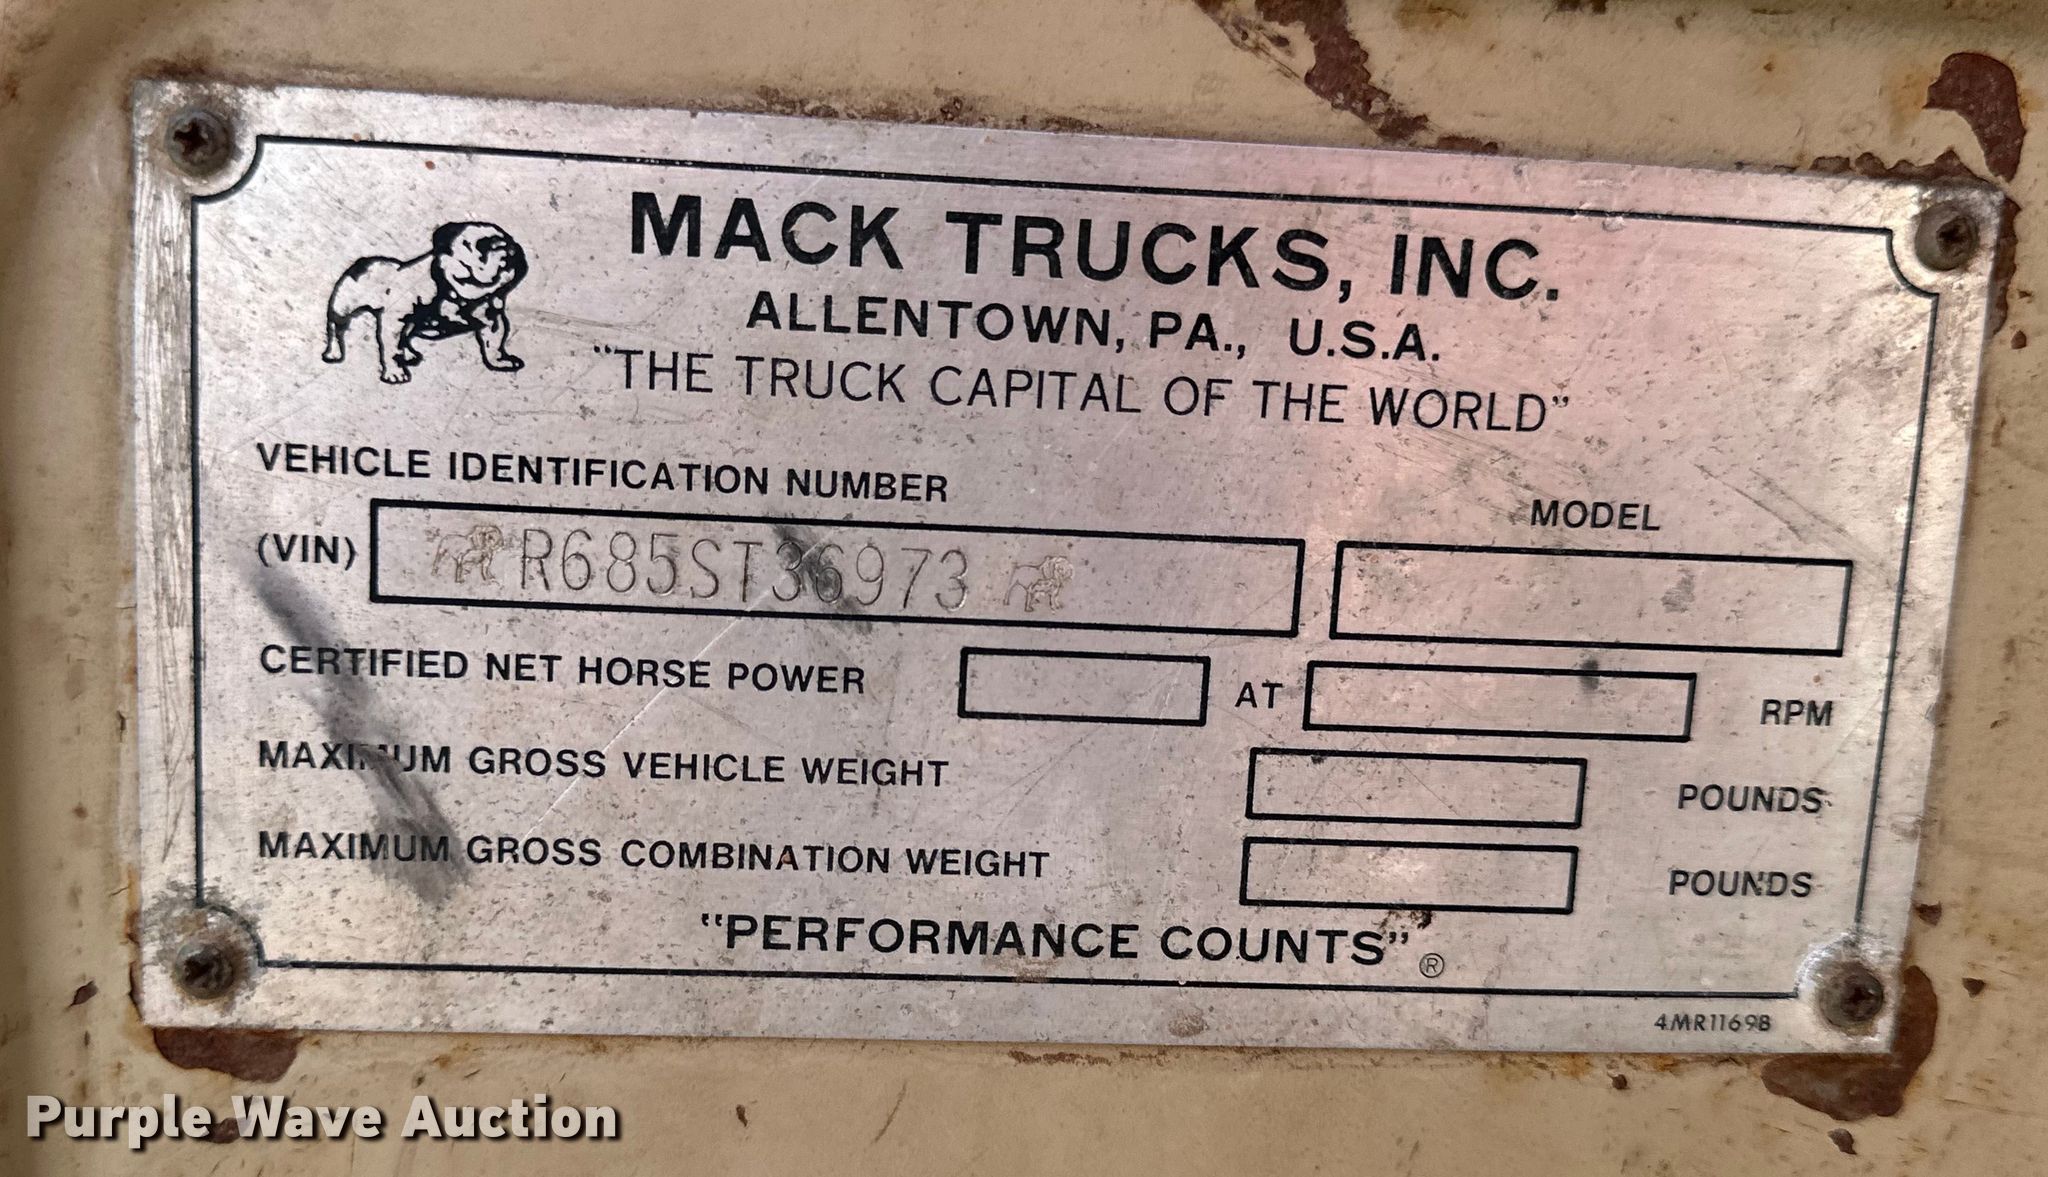 MACK TRUCKS, INC.
ALLENTOWN, PA., U.S.A.
"THE TRUCK CAPITAL OF THE WORLD"
VEHICLE IDENTIFICATION NUMBER
MODEL
(VIN) R685ST36973
CERTIFIED NET HORSE POWER AT RPM
MAXIMUM GROSS VEHICLE WEIGHT POUNDS
MAXIMUM GROSS COMBINATION WEIGHT POUNDS
"PERFORMANCE COUNTS"®
4MR1169B
Purple Wave Auction